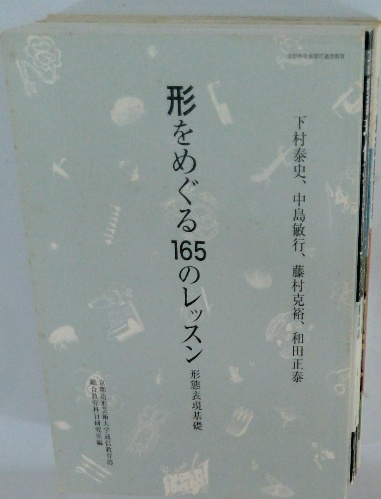 下村泰史、中島敏行、藤村克裕、和田正泰
形をめぐる165のレッスン
形態表現基礎
京都造形芸術大学通信教育部
総合教育科目研究室編